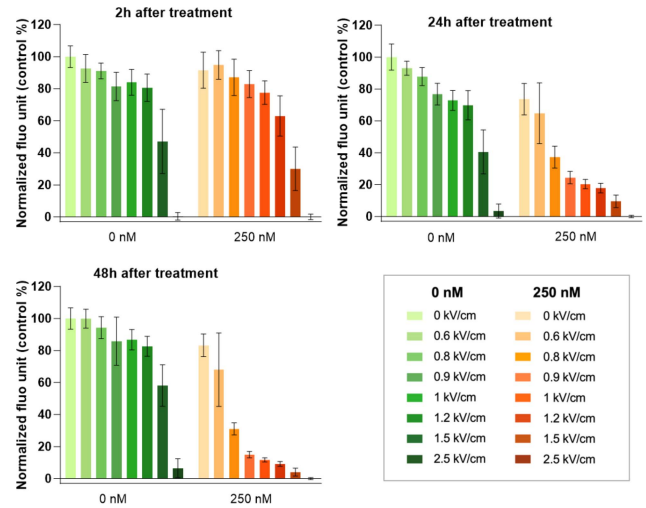 2h after treatment
Normalized fluo unit (control %)
120
100
80
60
40
20
0
0 nM
250 nM
24h after treatment
Normalized fluo unit (control %)
120
100
80
60
40
20
0
0 nM
250 nM
48h after treatment
Normalized fluo unit (control %)
120
100
80
60
40
20
0
0 nM
250 nM
0 nM 250 nM
0 kV/cm 0 kV/cm
0.6 kV/cm 0.6 kV/cm
0.8 kV/cm 0.8 kV/cm
0.9 kV/cm 0.9 kV/cm
1 kV/cm 1 kV/cm
1.2 kV/cm 1.2 kV/cm
1.5 kV/cm 1.5 kV/cm
2.5 kV/cm 2.5 kV/cm